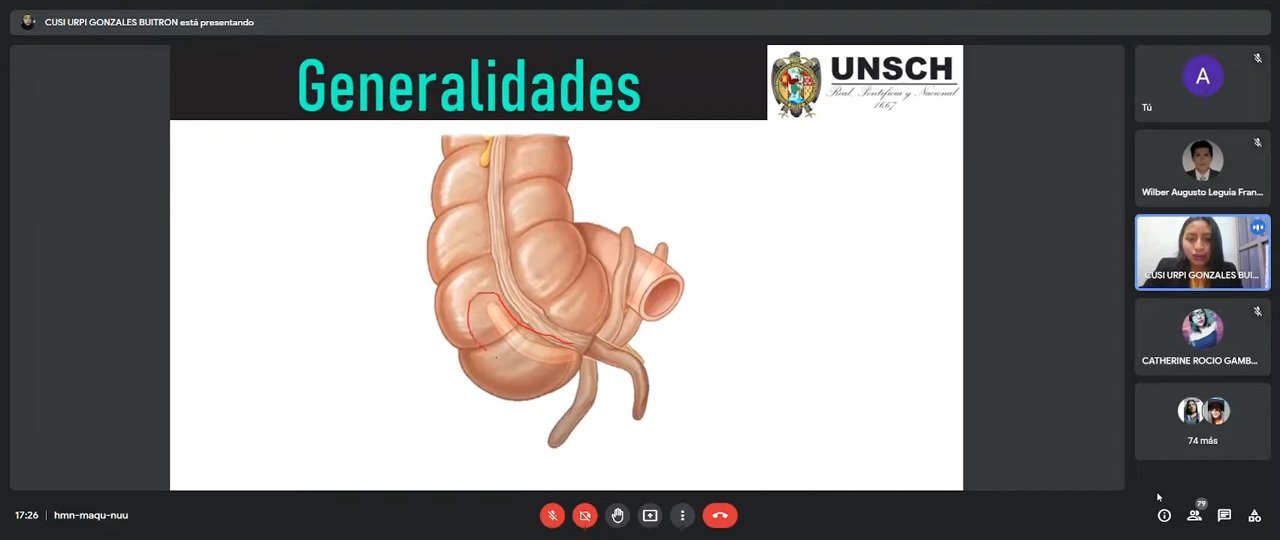 CUSI URPI GONZALES BUITRON está presentando
Generalidades
UNSCH
Real, Pontificia y Nacional
1667
A
Tú
Wilber Augusto Leguia Fran...
CUSI URPI GONZALES BUI...
CATHERINE ROCIO GAMB...
74 más
17:26 | hmn-maqu-nuu
79